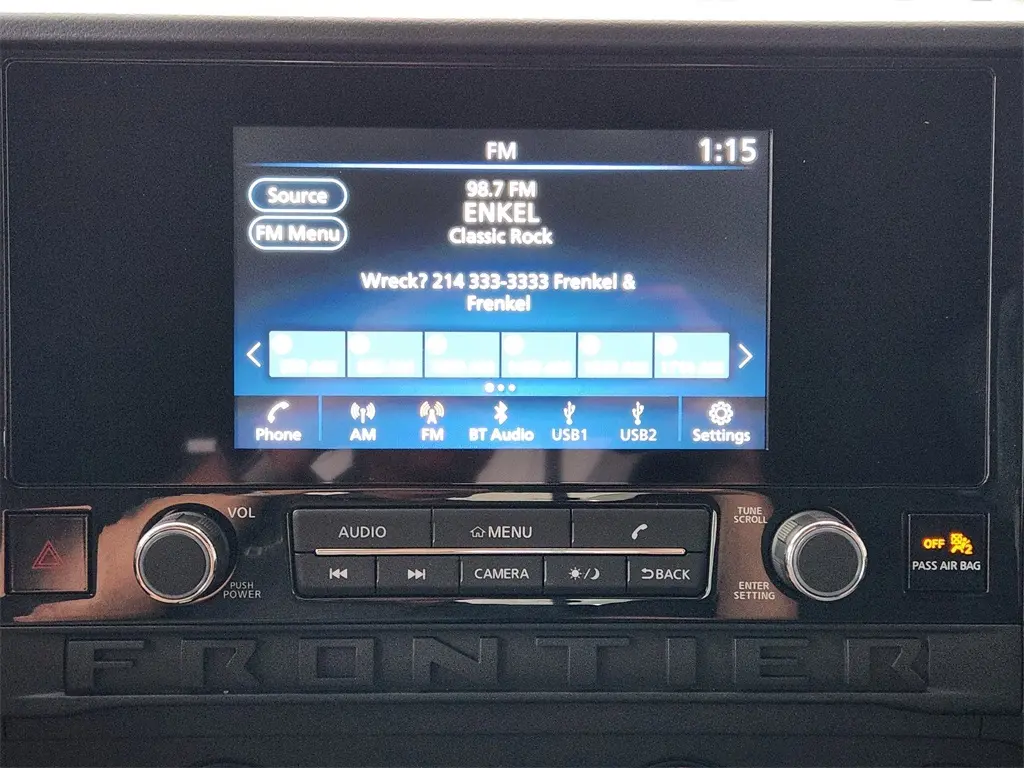 FM
1:15
Source
98.7 FM
ENKEL
FM Menu
Classic Rock
Wreck? 214 333-3333 Frenkel &
Frenkel
Phone
AM
FM
BT Audio
USB1
USB2
Settings
VOL
PUSH
POWER
AUDIO
MENU
CAMERA
BACK
TUNE
SCROLL
ENTER
SETTING
OFF 2
PASS AIR BAG
FRONTIER